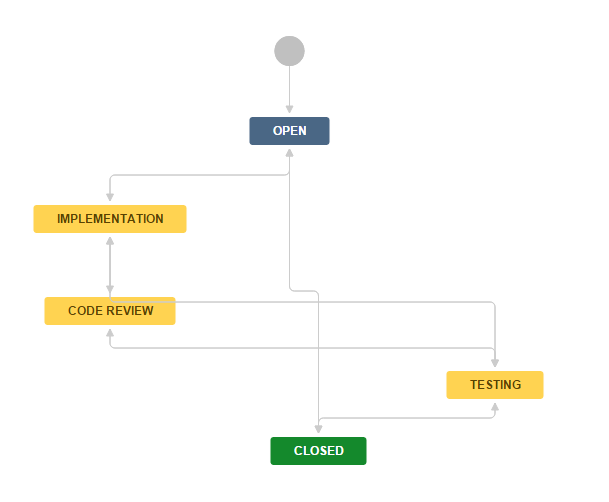 OPEN
IMPLEMENTATION
CODE REVIEW
TESTING
CLOSED